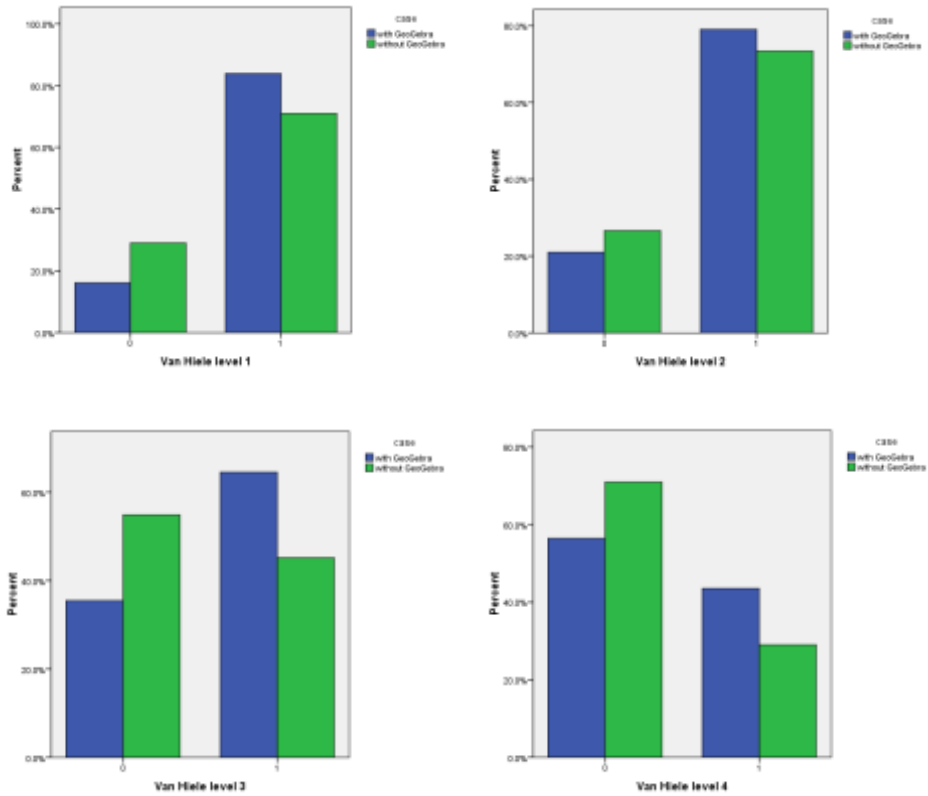 100.0%
80.0%
60.0%
40.0%
20.0%
0.0%
Percent
0 1
Van Hiele level 1
case
with GeoGebra
without GeoGebra
80.0%
60.0%
40.0%
20.0%
0.0%
Percent
0 1
Van Hiele level 2
case
with GeoGebra
without GeoGebra
60.0%
40.0%
20.0%
0.0%
Percent
0 1
Van Hiele level 3
case
with GeoGebra
without GeoGebra
80.0%
60.0%
40.0%
20.0%
0.0%
Percent
0 1
Van Hiele level 4
case
with GeoGebra
without GeoGebra